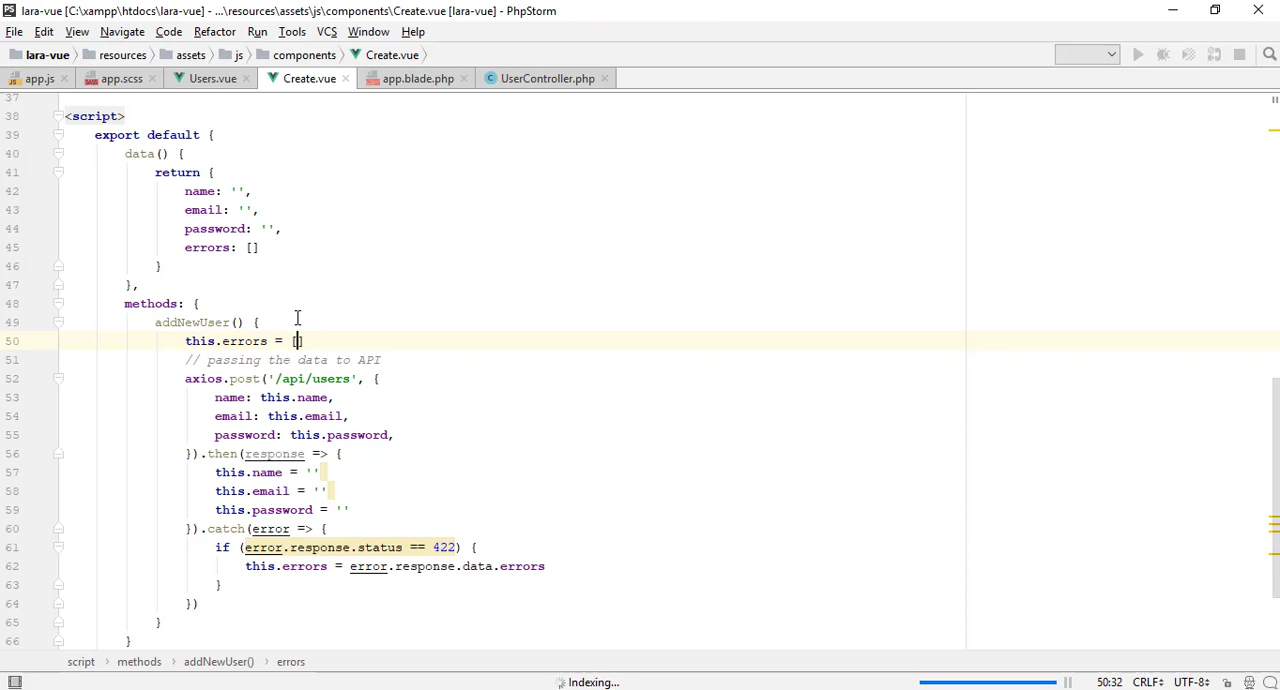 PS lara-vue [C:\xampp\htdocs\lara-vue] - ...\resources\assets\js\components\Create.vue [lara-vue] - PhpStorm
File Edit View Navigate Code Refactor Run Tools VCS Window Help
lara-vue resources assets js components Create.vue
app.js app.scss Users.vue Create.vue app.blade.php UserController.php
37
38 <script>
39 export default {
40 data() {
41 return {
42 name: '',
43 email: '',
44 password: '',
45 errors: []
46 }
47 },
48 methods: {
49 addNewUser() {
50 this.errors = []
51 // passing the data to API
52 axios.post('/api/users', {
53 name: this.name,
54 email: this.email,
55 password: this.password,
56 }).then(response => {
57 this.name = ''
58 this.email = ''
59 this.password = ''
60 }).catch(error => {
61 if (error.response.status == 422) {
62 this.errors = error.response.data.errors
63 }
64 })
65 }
66 }
script methods addNewUser() errors
Indexing... 50:32 CRLF UTF-8